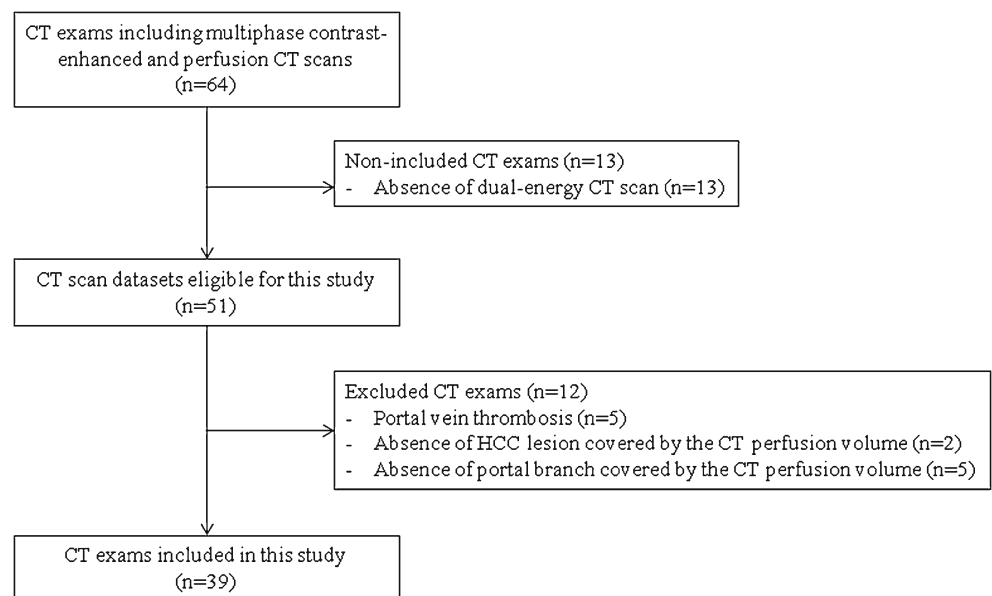 CT exams including multiphase contrast-
enhanced and perfusion CT scans
(n=64)
Non-included CT exams (n=13)
- Absence of dual-energy CT scan (n=13)
CT scan datasets eligible for this study
(n=51)
Excluded CT exams (n=12)
- Portal vein thrombosis (n=5)
- Absence of HCC lesion covered by the CT perfusion volume (n=2)
- Absence of portal branch covered by the CT perfusion volume (n=5)
CT exams included in this study
(n=39)